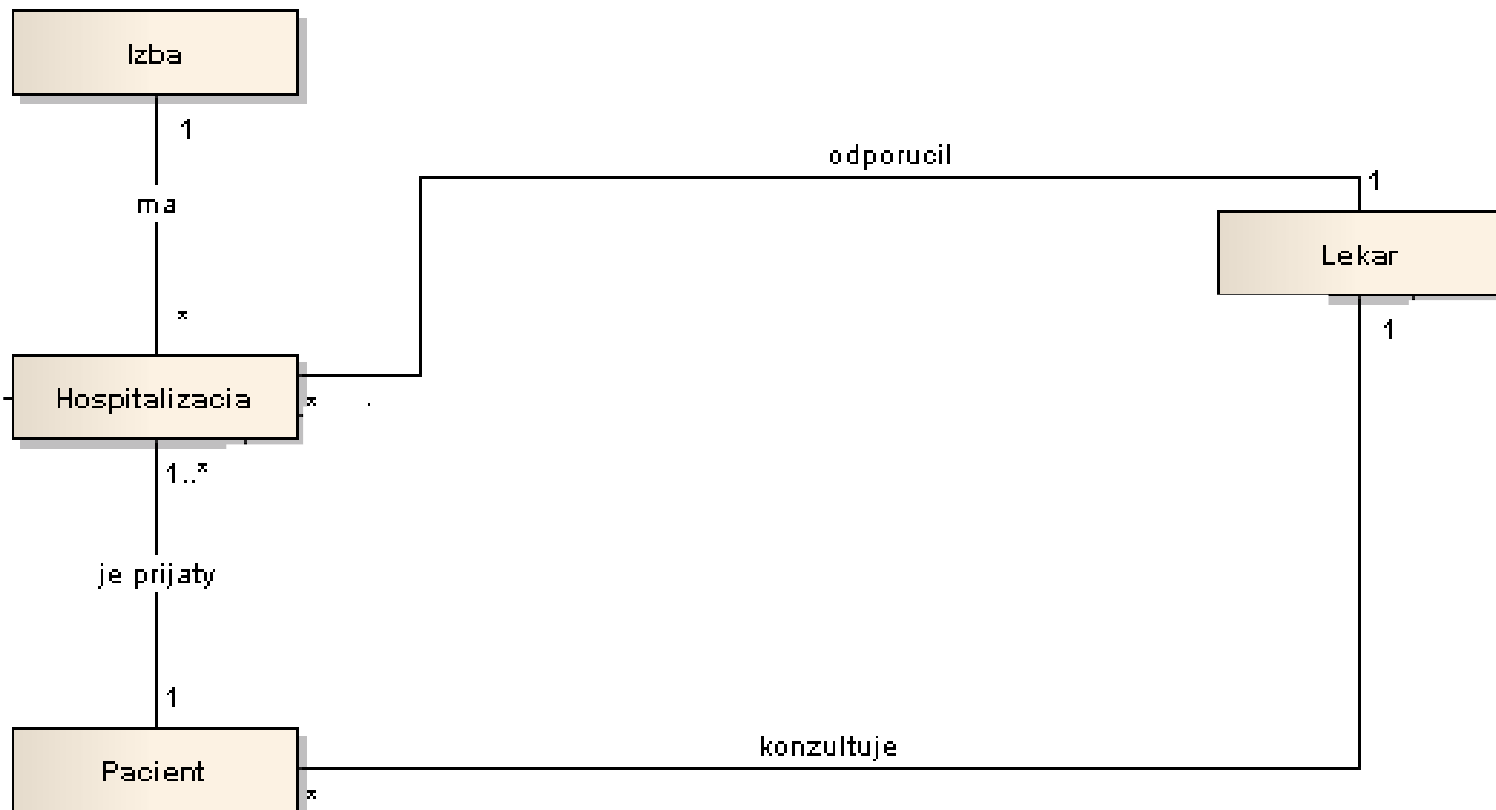 Izba
1
ma
*
odporucil
1
Lekar
1
Hospitalizacia
*
1..*
je prijaty
1
Pacient
*
konzultuje